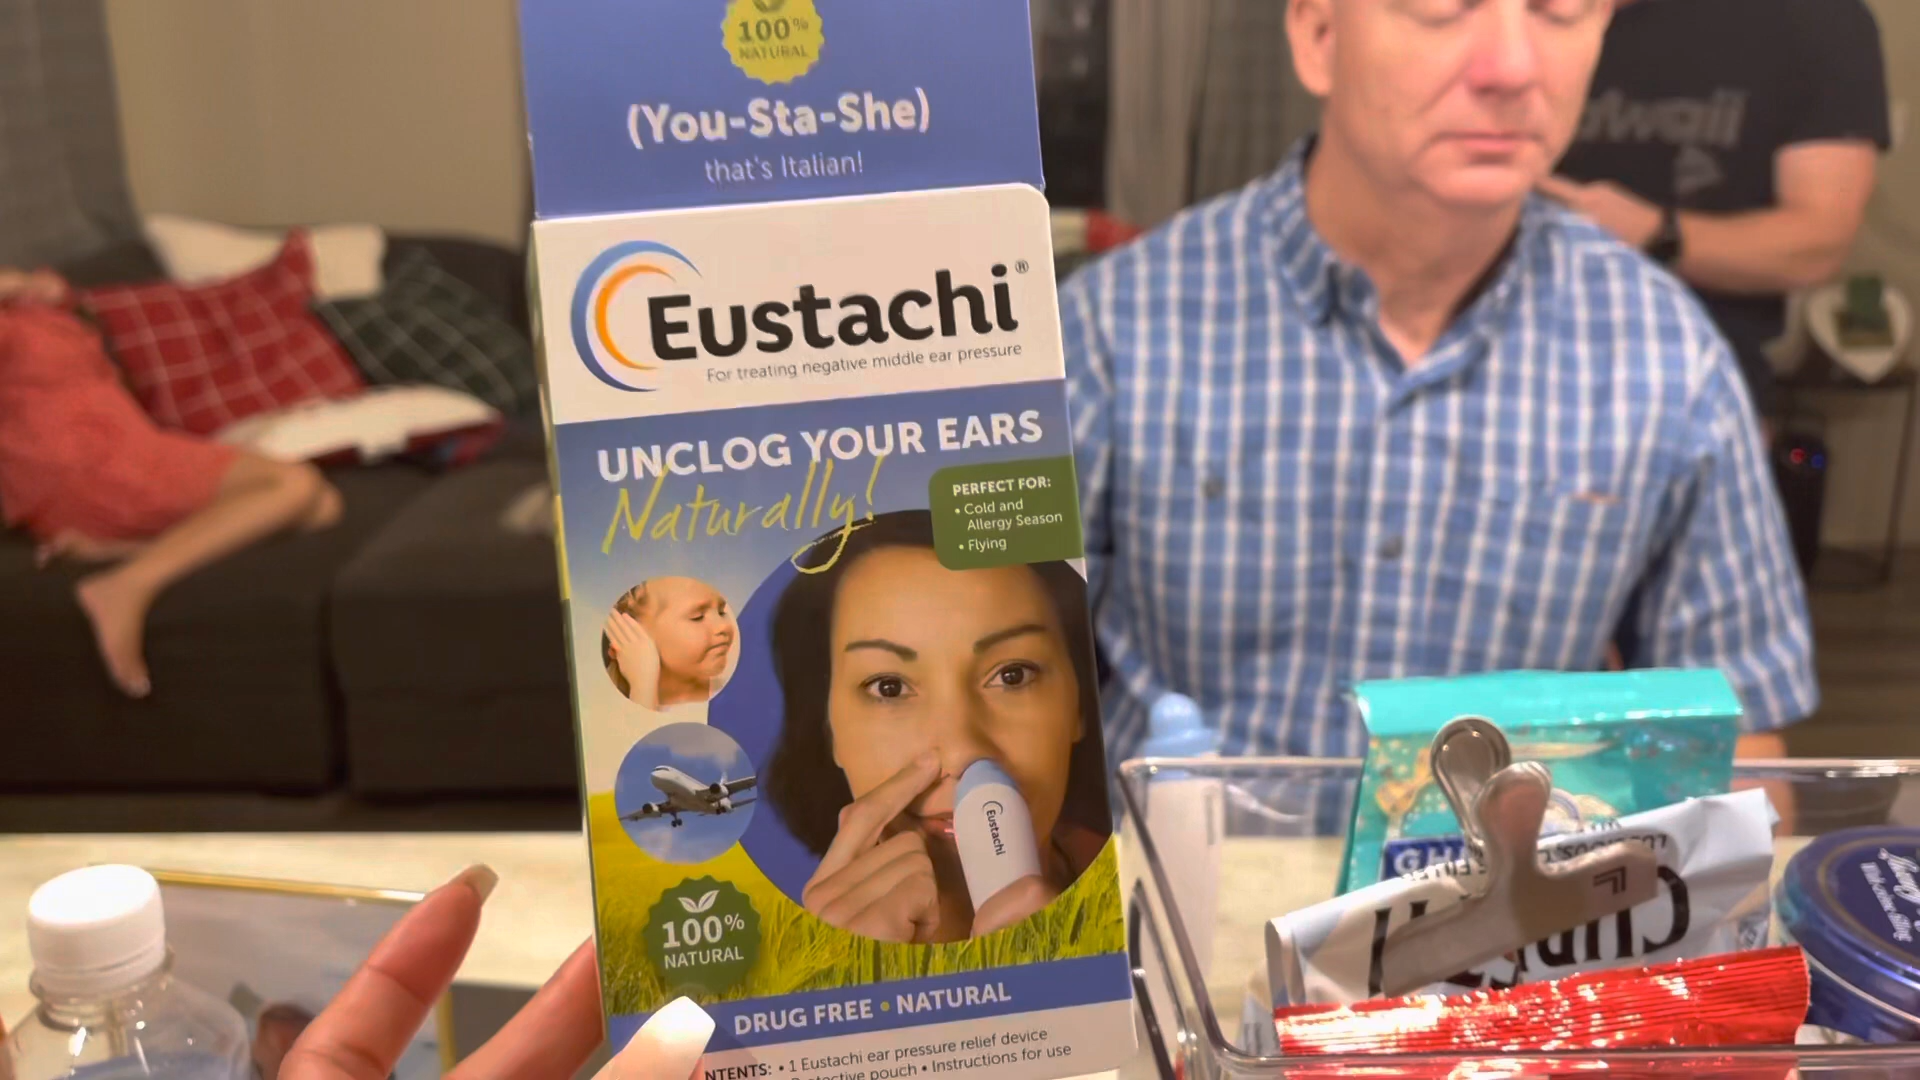 100%
NATURAL
(You-Sta-She)
that's Italian!
Eustachi®
For treating negative middle ear pressure
UNCLOG YOUR EARS
Naturally!
PERFECT FOR:
• Cold and
Allergy Season
• Flying
Eustachi
100%
NATURAL
DRUG FREE • NATURAL
• 1 Eustachi ear pressure relief device
pouch • Instructions for use